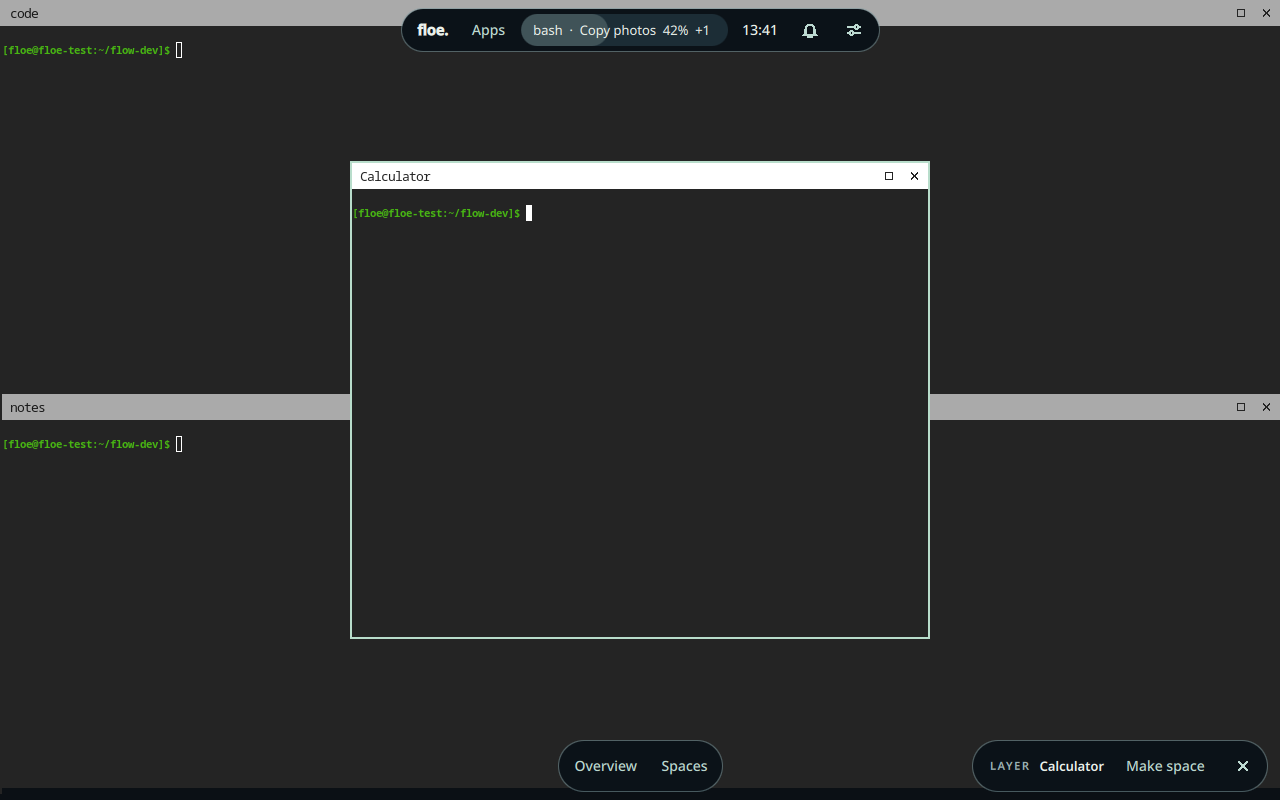 code
floe. Apps bash · Copy photos 42% +1 13:41
[floe@floe-test:~/flow-dev]$
Calculator
[floe@floe-test:~/flow-dev]$
notes
[floe@floe-test:~/flow-dev]$
Overview Spaces
LAYER Calculator Make space